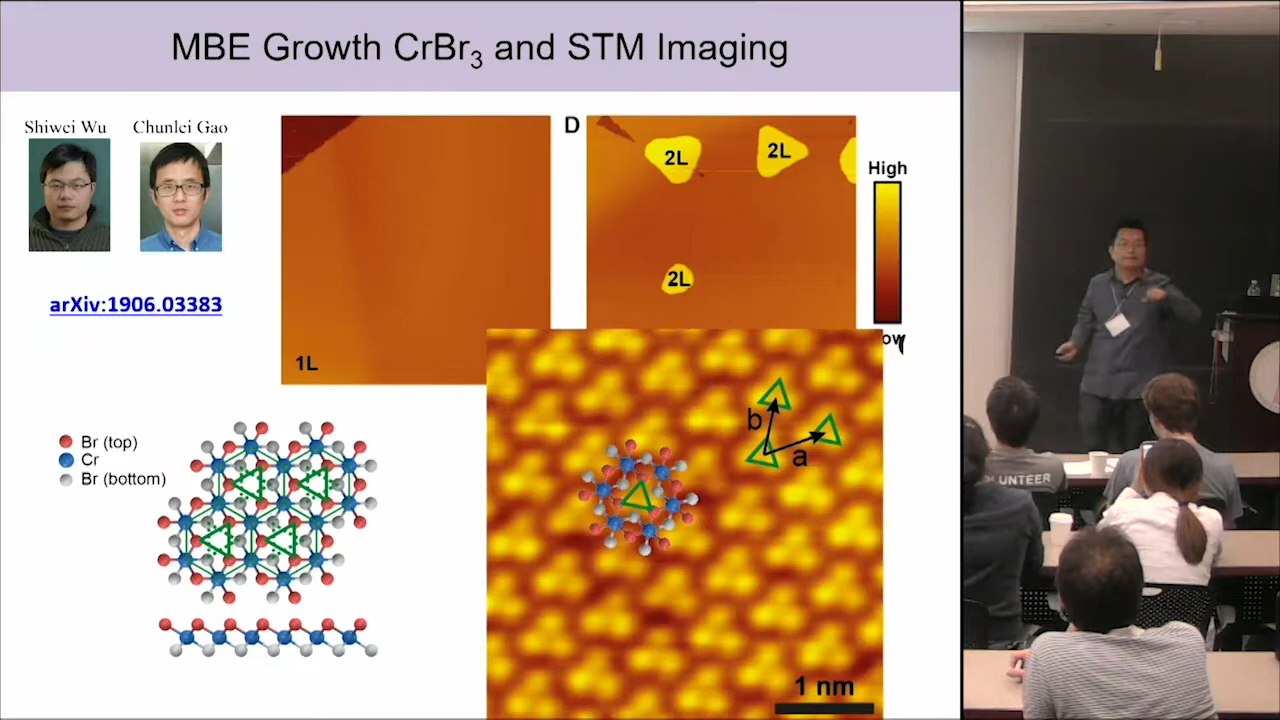 MBE Growth CrBr3 and STM Imaging
Shiwei Wu
Chunlei Gao
arXiv:1906.03383
1L
D
2L
2L
2L
High
Br (top)
Cr
Br (bottom)
b
a
1 nm